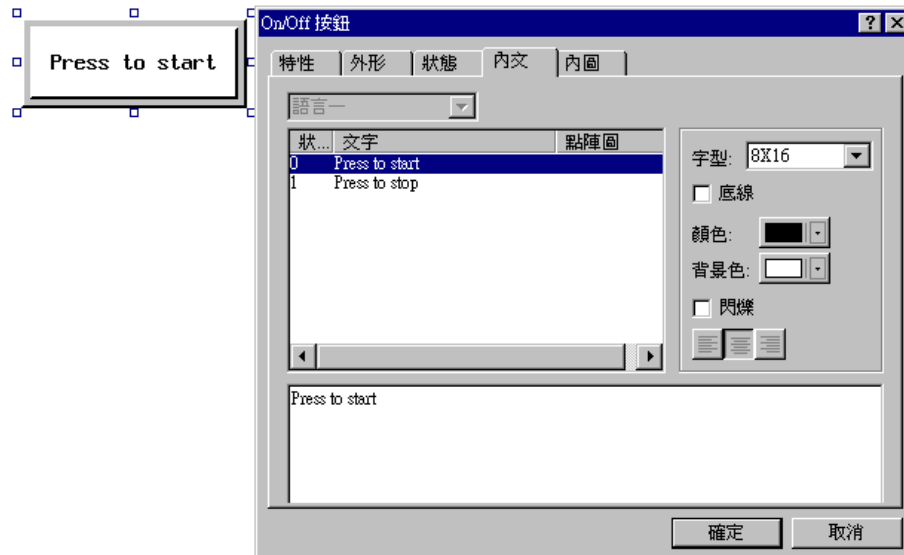 Press to start
On/Off 按鈕
特性 外形 狀態 內文 內圖
語言一
狀... 文字 點陣圖
0 Press to start
1 Press to stop
字型: 8X16
底線
顏色:
背景色:
閃爍
Press to start
確定 取消